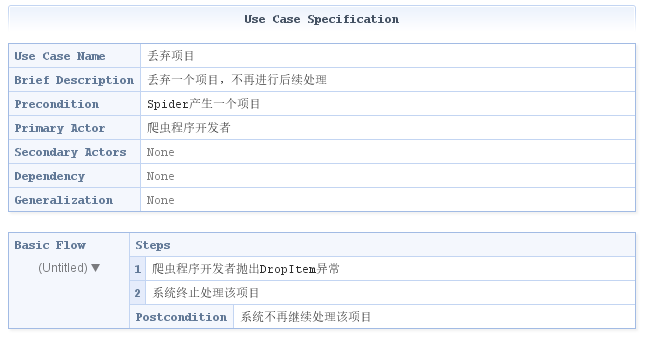 Use Case Specification
Use Case Name 丢弃项目
Brief Description 丢弃一个项目，不再进行后续处理
Precondition Spider产生一个项目
Primary Actor 爬虫程序开发者
Secondary Actors None
Dependency None
Generalization None
Basic Flow Steps
(Untitled) ▼ 1 爬虫程序开发者抛出DropItem异常
2 系统终止处理该项目
Postcondition 系统不再继续处理该项目